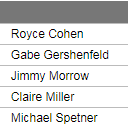 Royce Cohen
Gabe Gershenfeld
Jimmy Morrow
Claire Miller
Michael Spetner